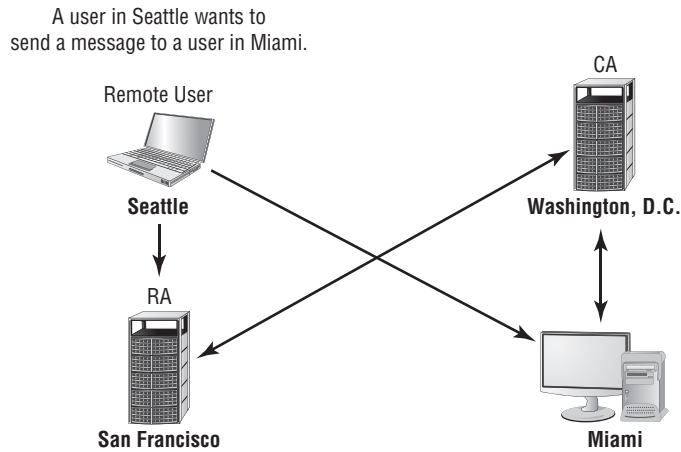 A user in Seattle wants to
send a message to a user in Miami.
CA
Remote User
Seattle
Washington, D.C.
RA
San Francisco
Miami